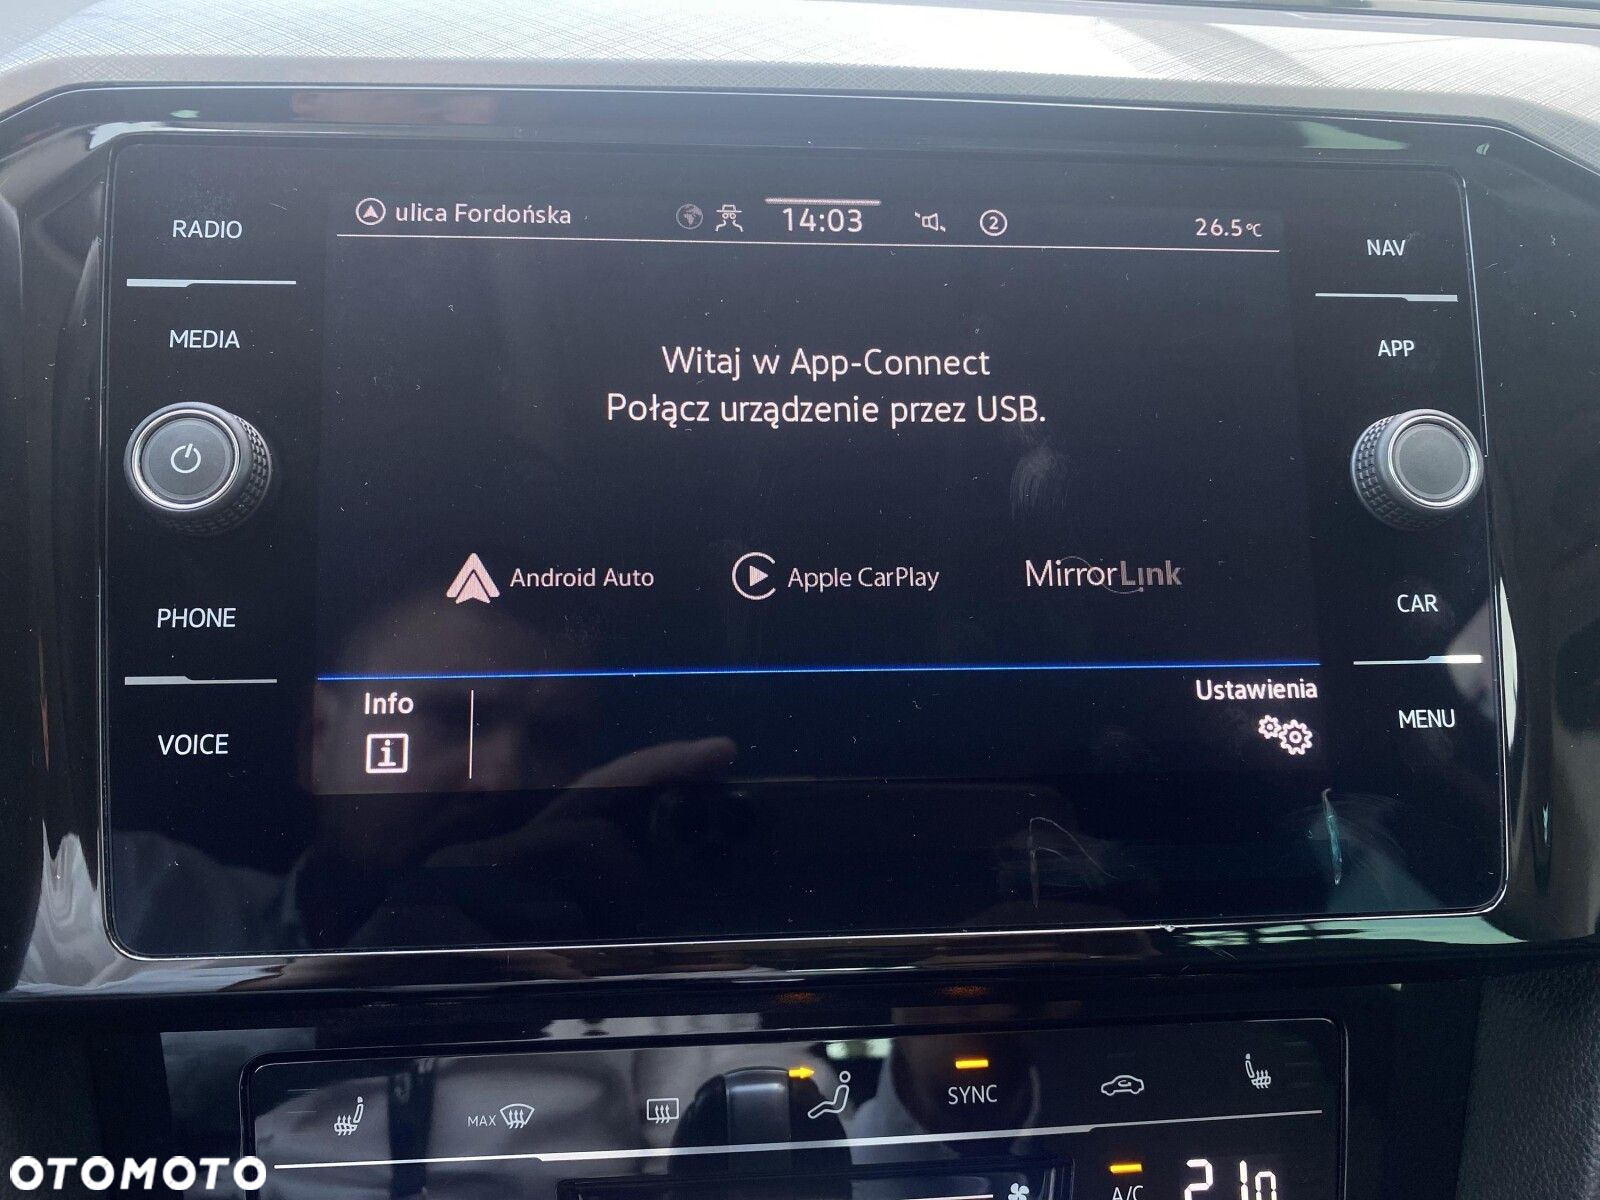 RADIO
MEDIA
PHONE
VOICE
ulica Fordońska
14:03
2
26.5°C
Witaj w App-Connect
Połącz urządzenie przez USB.
Android Auto
Apple CarPlay
MirrorLink
Info
i
Ustawienia
NAV
APP
CAR
MENU
MAX
SYNC
A/C
OTOMOTO